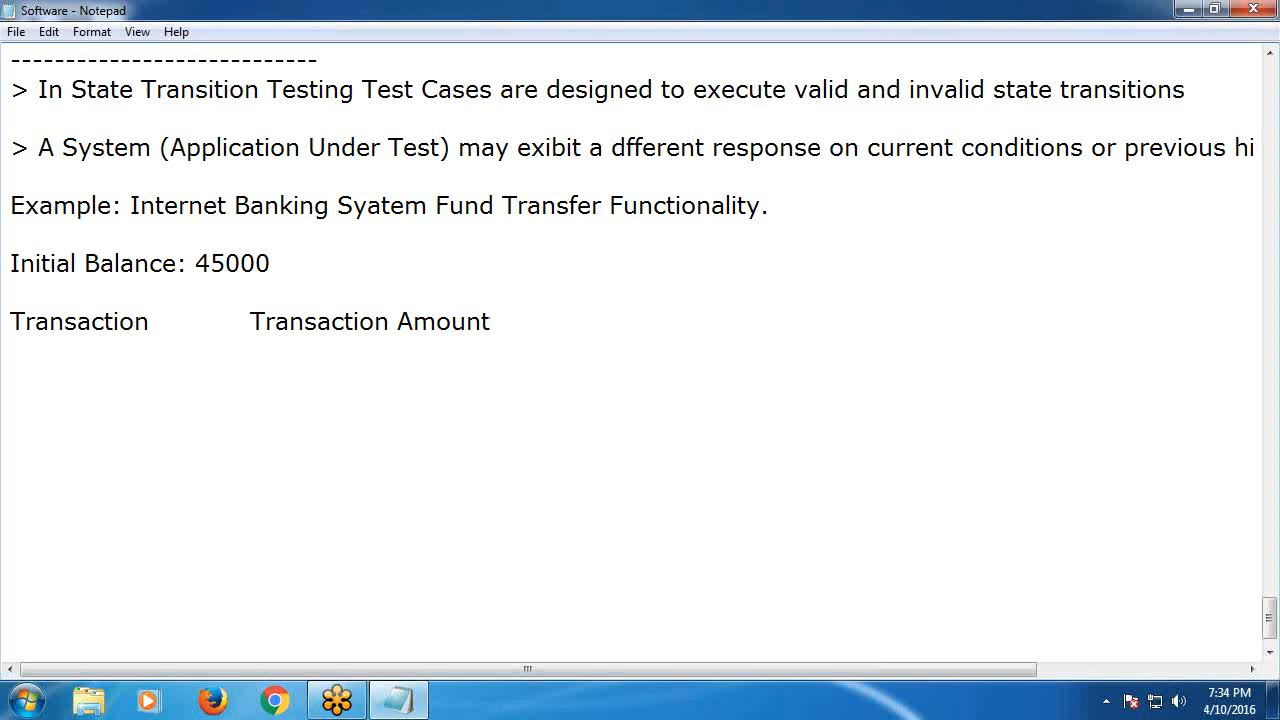 Software - Notepad
File Edit Format View Help
----------------------------
> In State Transition Testing Test Cases are designed to execute valid and invalid state transitions
> A System (Application Under Test) may exibit a dfferent response on current conditions or previous hi
Example: Internet Banking Syatem Fund Transfer Functionality.
Initial Balance: 45000
Transaction Transaction Amount
7:34 PM
4/10/2016